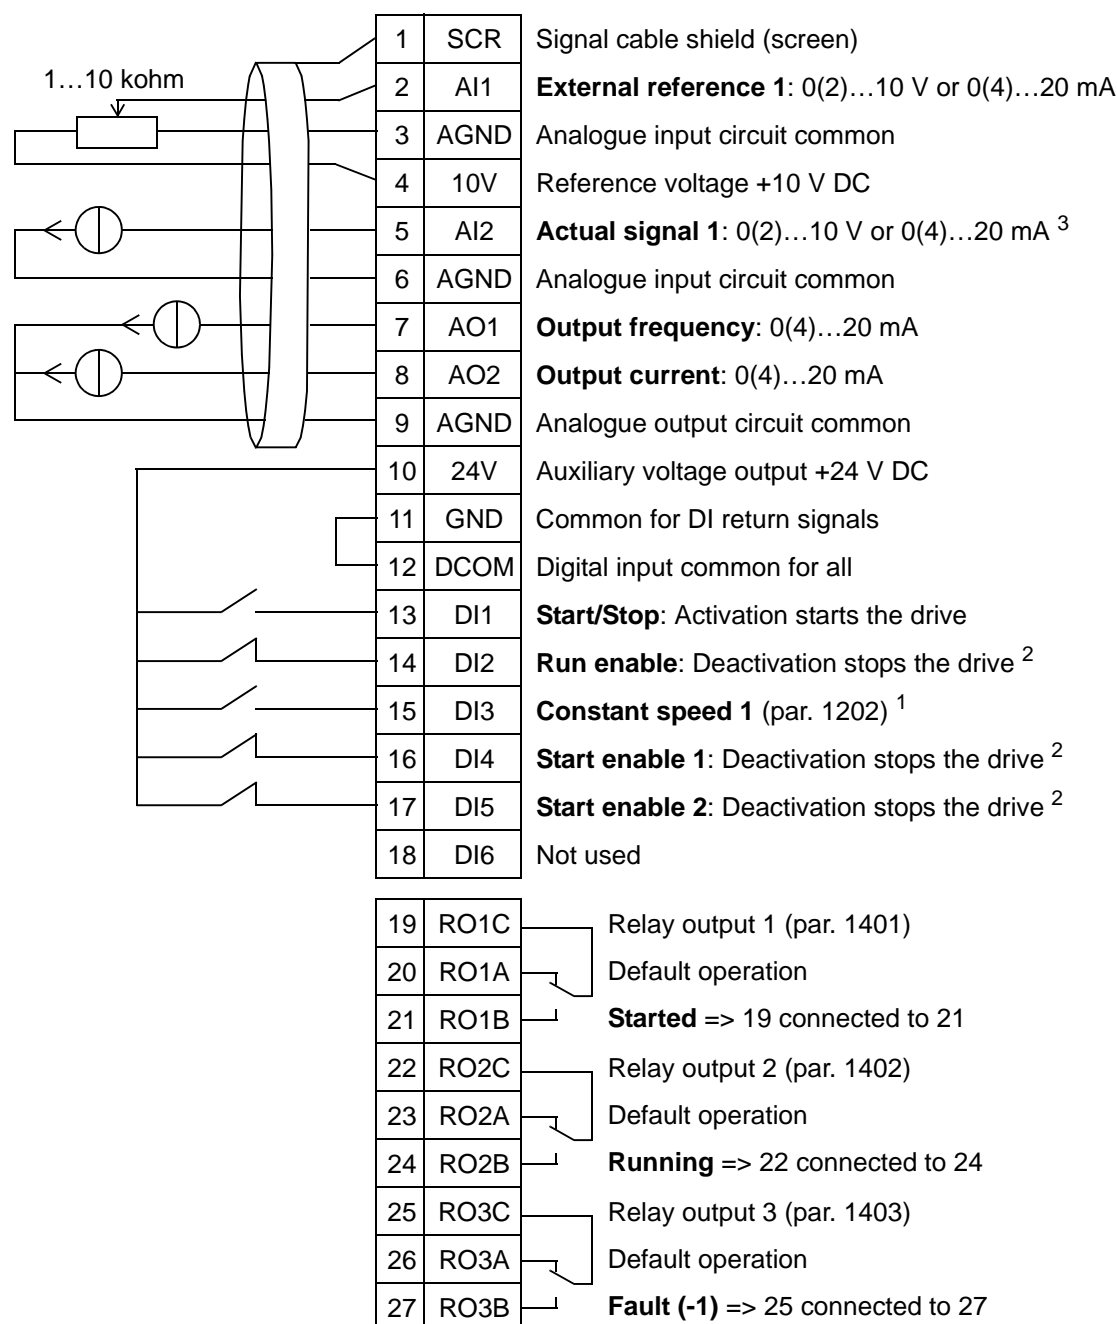 1 SCR Signal cable shield (screen)
1…10 kohm
2 AI1 External reference 1: 0(2)…10 V or 0(4)…20 mA
3 AGND Analogue input circuit common
4 10V Reference voltage +10 V DC
5 AI2 Actual signal 1: 0(2)…10 V or 0(4)…20 mA 3
6 AGND Analogue input circuit common
7 AO1 Output frequency: 0(4)…20 mA
8 AO2 Output current: 0(4)…20 mA
9 AGND Analogue output circuit common
10 24V Auxiliary voltage output +24 V DC
11 GND Common for DI return signals
12 DCOM Digital input common for all
13 DI1 Start/Stop: Activation starts the drive
14 DI2 Run enable: Deactivation stops the drive 2
15 DI3 Constant speed 1 (par. 1202) 1
16 DI4 Start enable 1: Deactivation stops the drive 2
17 DI5 Start enable 2: Deactivation stops the drive 2
18 DI6 Not used
19 RO1C Relay output 1 (par. 1401)
20 RO1A Default operation
21 RO1B Started => 19 connected to 21
22 RO2C Relay output 2 (par. 1402)
23 RO2A Default operation
24 RO2B Running => 22 connected to 24
25 RO3C Relay output 3 (par. 1403)
26 RO3A Default operation
27 RO3B Fault (-1) => 25 connected to 27